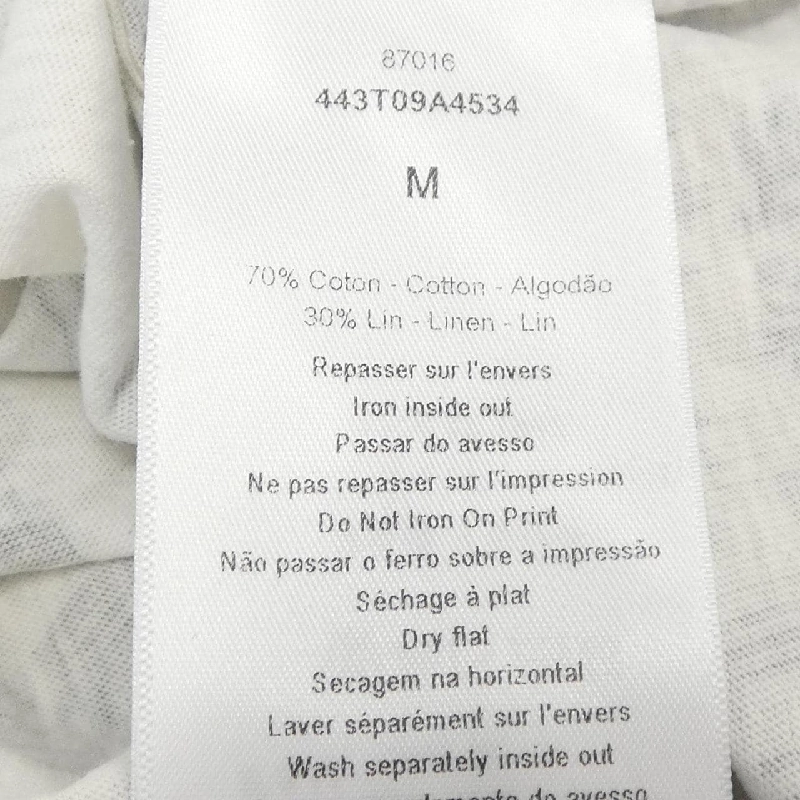 87016
443T09A4534
M
70% Coton - Cotton - Algodão
30% Lin - Linen - Lin
Repasser sur l'envers
Iron inside out
Passar do avesso
Ne pas repasser sur l'impression
Do Not Iron On Print
Não passar o ferro sobre a impressão
Séchage à plat
Dry flat
Secagem na horizontal
Laver séparément sur l'envers
Wash separately inside out
do avesso